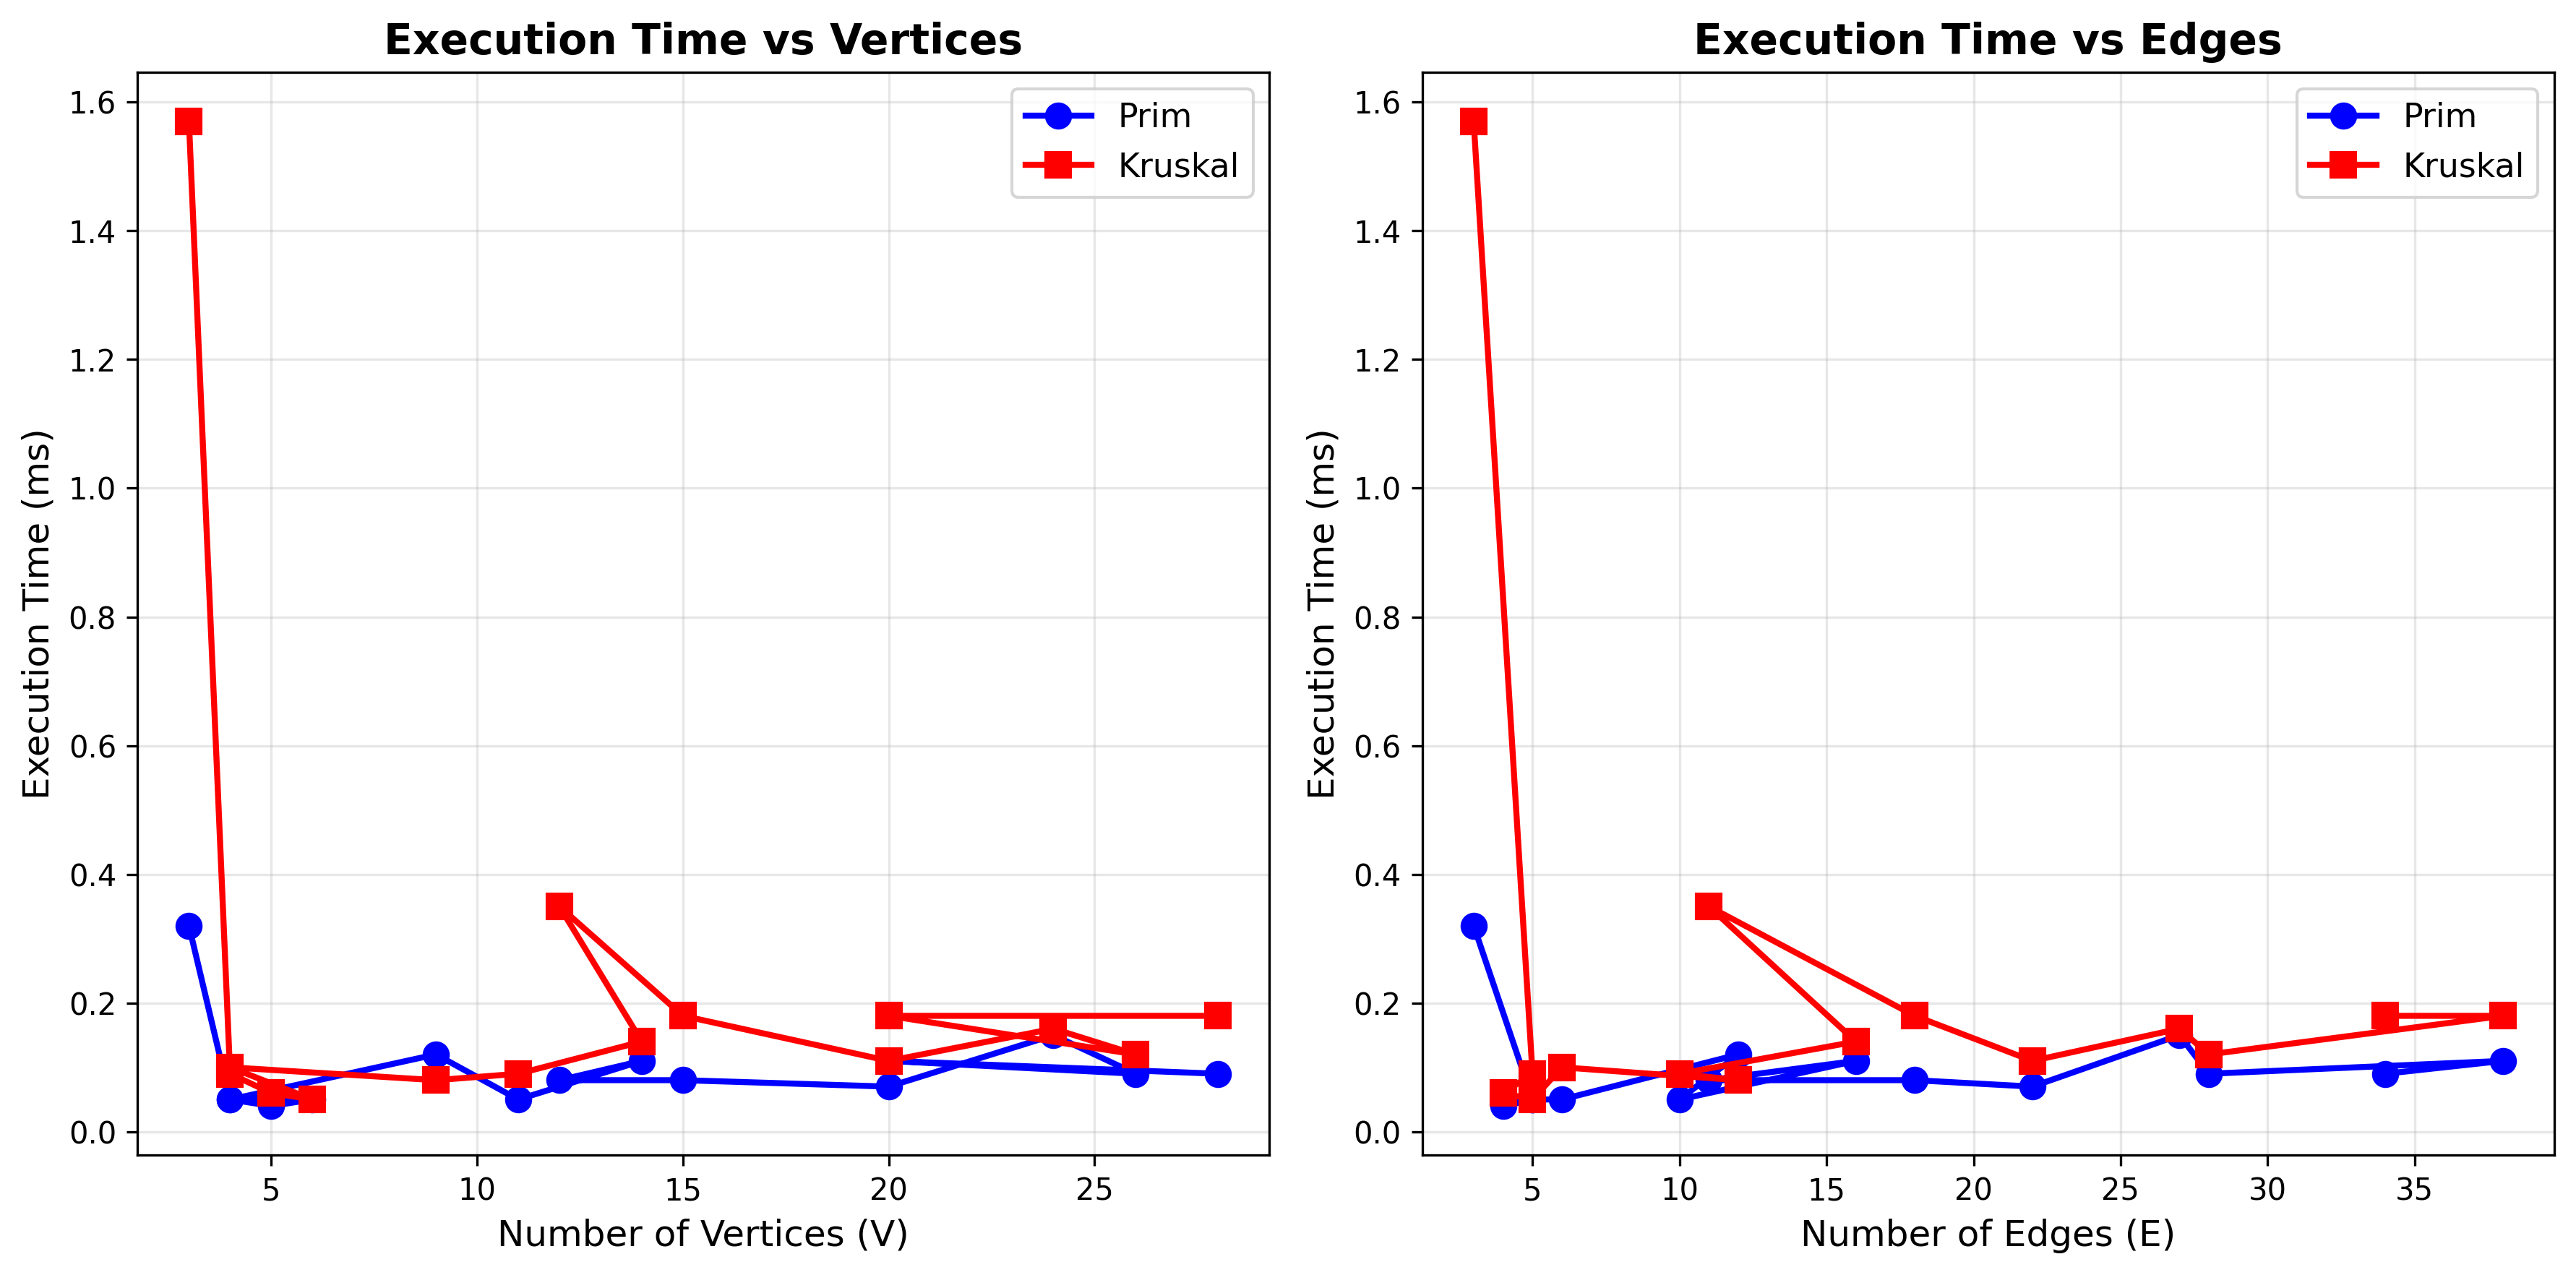 Execution Time vs Vertices
Execution Time (ms)
1.6
1.4
1.2
1.0
0.8
0.6
0.4
0.2
0.0
5 10 15 20 25
Number of Vertices (V)
Prim
Kruskal
Execution Time vs Edges
Execution Time (ms)
1.6
1.4
1.2
1.0
0.8
0.6
0.4
0.2
0.0
5 10 15 20 25 30 35
Number of Edges (E)
Prim
Kruskal